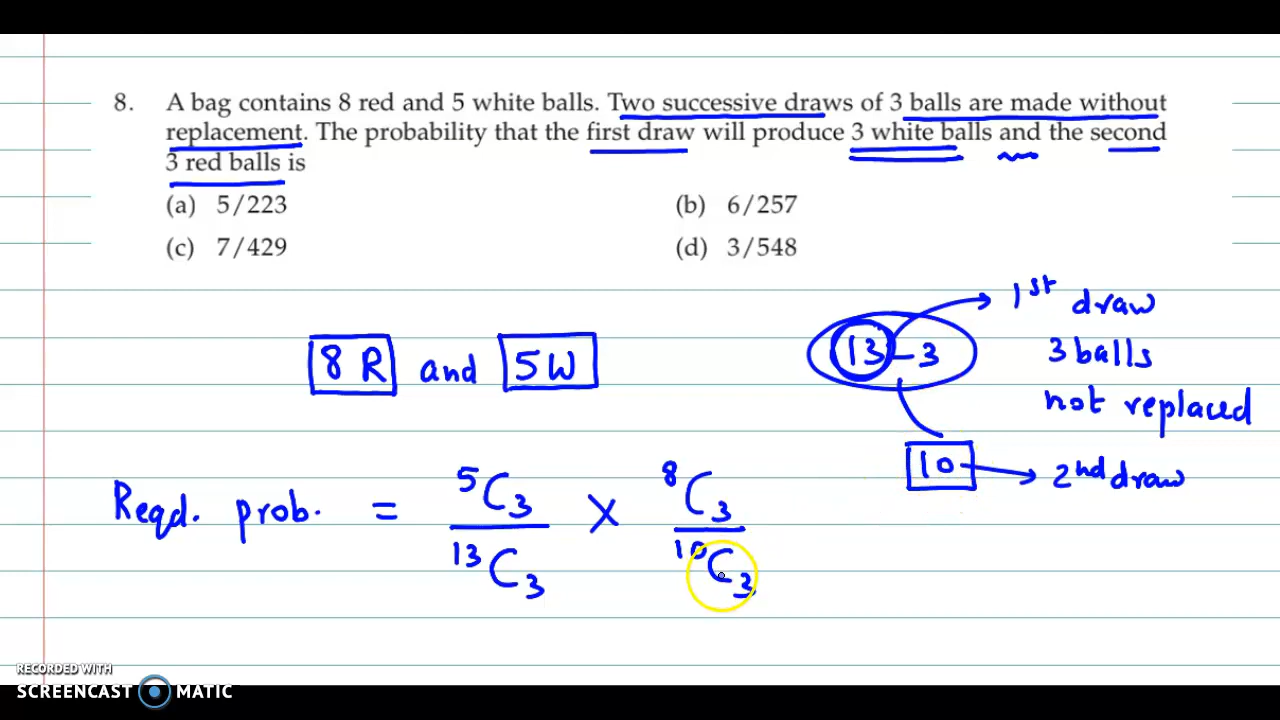 8. A bag contains 8 red and 5 white balls. Two successive draws of 3 balls are made without
replacement. The probability that the first draw will produce 3 white balls and the second
3 red balls is
(a) 5/223
(b) 6/257
(c) 7/429
(d) 3/548
8 R and 5W
13 - 3
1st draw
3 balls
not replaced
10
2nd draw
Reqd. prob. = ⁵C₃ / ¹³C₃ × ⁸C₃ / ¹⁰C₃
RECORDED WITH
SCREENCAST MATIC